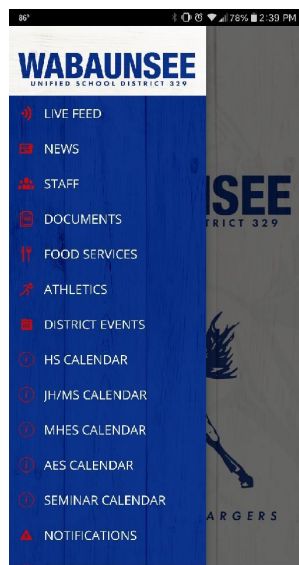 86°
78% 2:39 PM
WABAUNSEE
UNIFIED SCHOOL DISTRICT 329
LIVE FEED
NEWS
STAFF
DOCUMENTS
FOOD SERVICES
ATHLETICS
DISTRICT EVENTS
HS CALENDAR
JH/MS CALENDAR
MHES CALENDAR
AES CALENDAR
SEMINAR CALENDAR
NOTIFICATIONS
SEE
TRICT 329
ARGERS